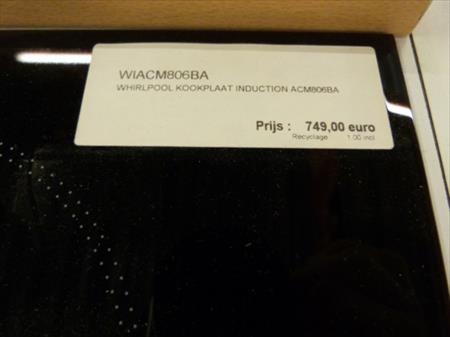 WIACM806BA
WHIRLPOOL KOOKPLAAT INDUCTION ACM806BA
Prijs : 749,00 euro
Recyclage 1.00 incl